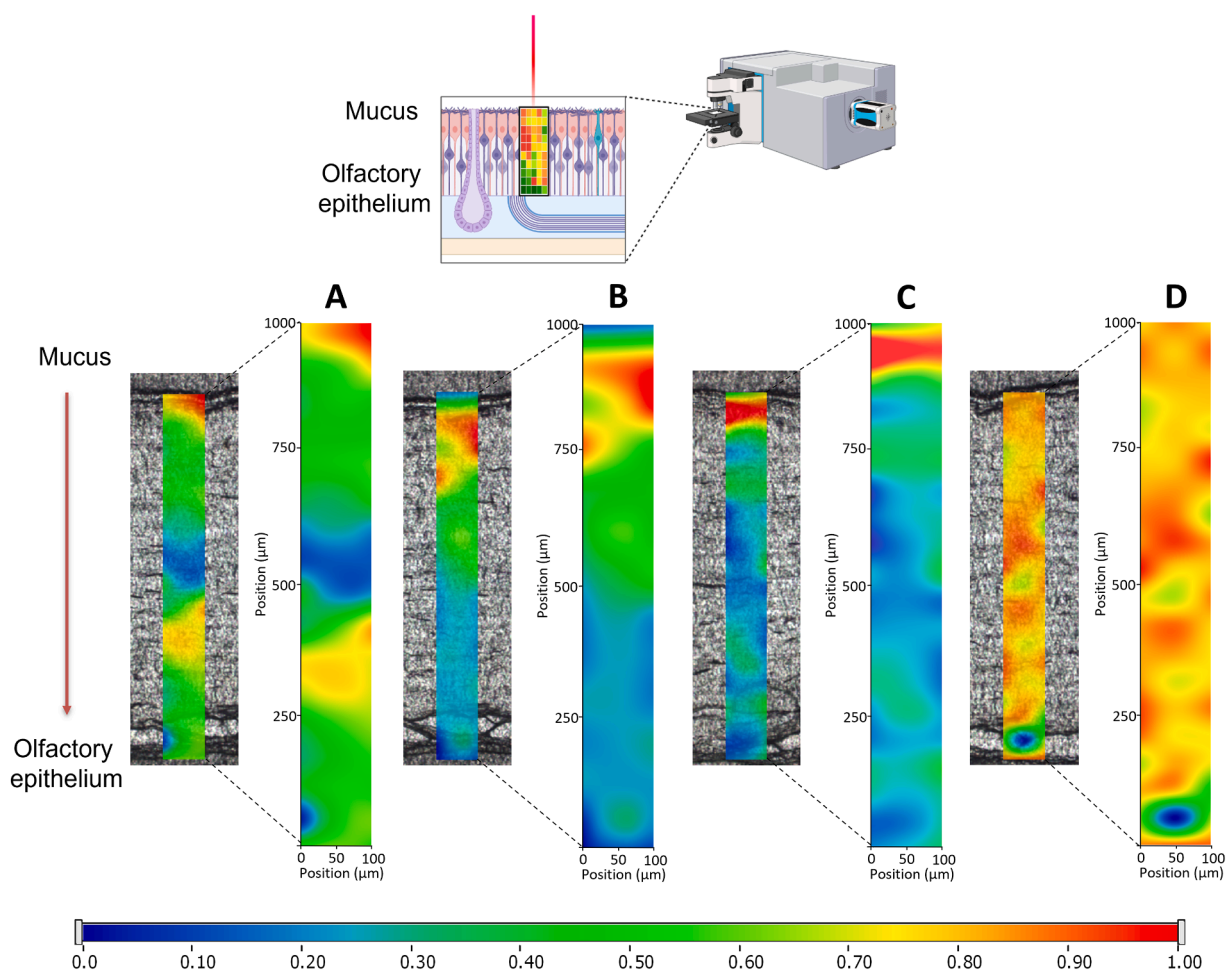 Mucus
Olfactory
epithelium
A
B
C
D
Mucus
Olfactory
epithelium
1000
750
500
250
Position (µm)
0 50 100
Position (µm)
1000
750
500
250
Position (µm)
0 50 100
Position (µm)
1000
750
500
250
Position (µm)
0 50 100
Position (µm)
1000
750
500
250
Position (µm)
0 50 100
Position (µm)
0.0 0.10 0.20 0.30 0.40 0.50 0.60 0.70 0.80 0.90 1.00